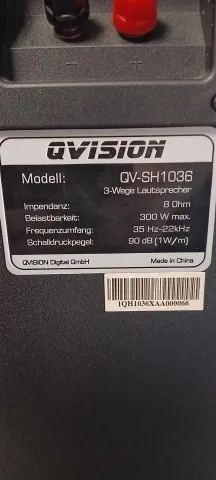 QVISION
Modell: QV-SH1036
3-Wege Lautsprecher
Impendanz: 8 Ohm
Belastbarkeit: 300 W max.
Frequenzumfang: 35 Hz-22kHz
Schalldruckpegel: 90 dB (1W/m)
QVISION Digital GmbH Made in China
1QH1036XAA000066